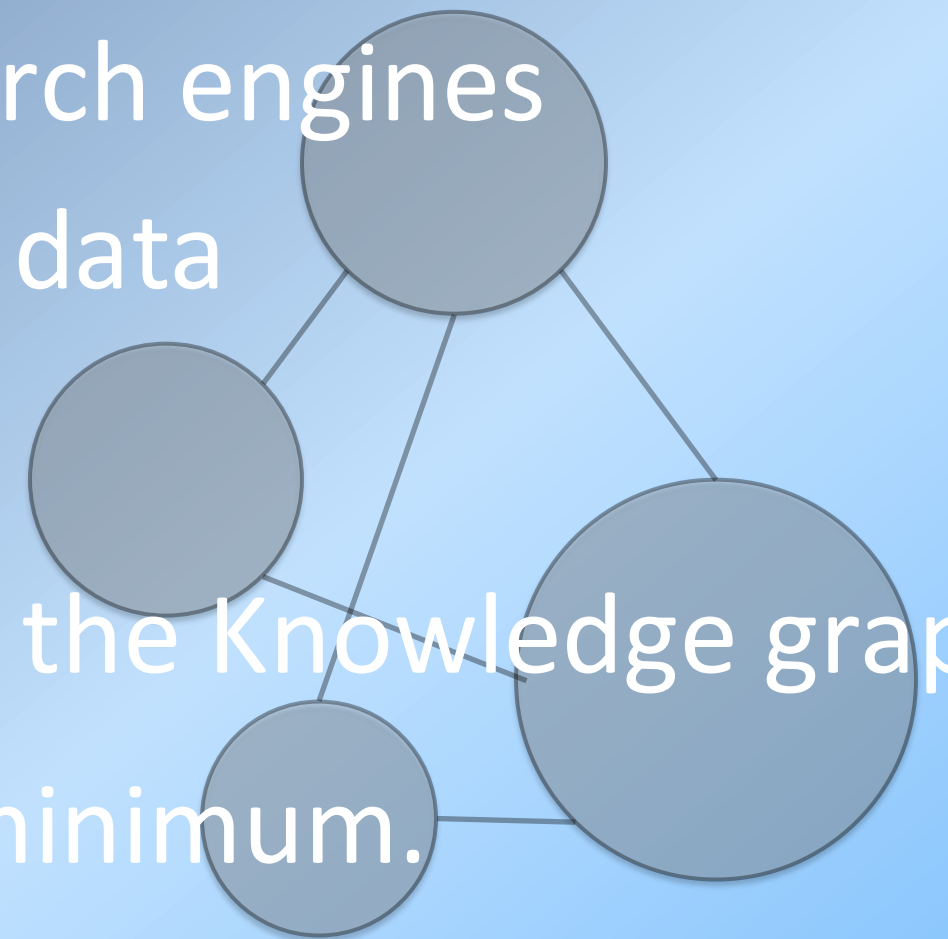 rch engines
data
the Knowledge grap
minimum.